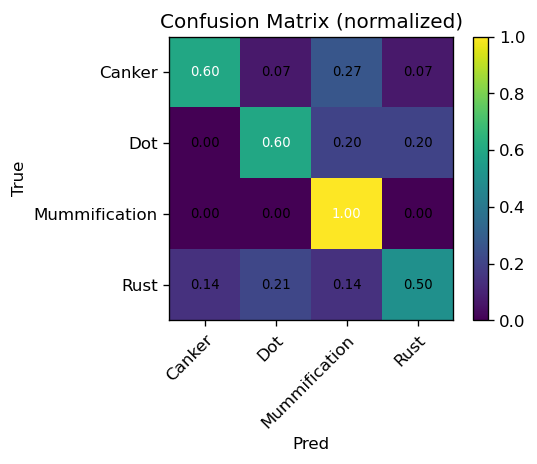 Confusion Matrix (normalized)
True
Canker 0.60 0.07 0.27 0.07
Dot 0.00 0.60 0.20 0.20
Mummification 0.00 0.00 1.00 0.00
Rust 0.14 0.21 0.14 0.50
Canker Dot Mummification Rust
Pred
1.0
0.8
0.6
0.4
0.2
0.0